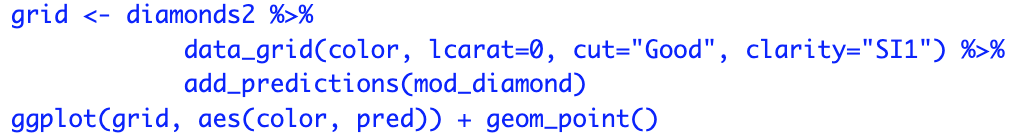 grid <- diamonds2 %>%
data_grid(color, lcarat=0, cut="Good", clarity="SI1") %>%
add_predictions(mod_diamond)
ggplot(grid, aes(color, pred)) + geom_point()